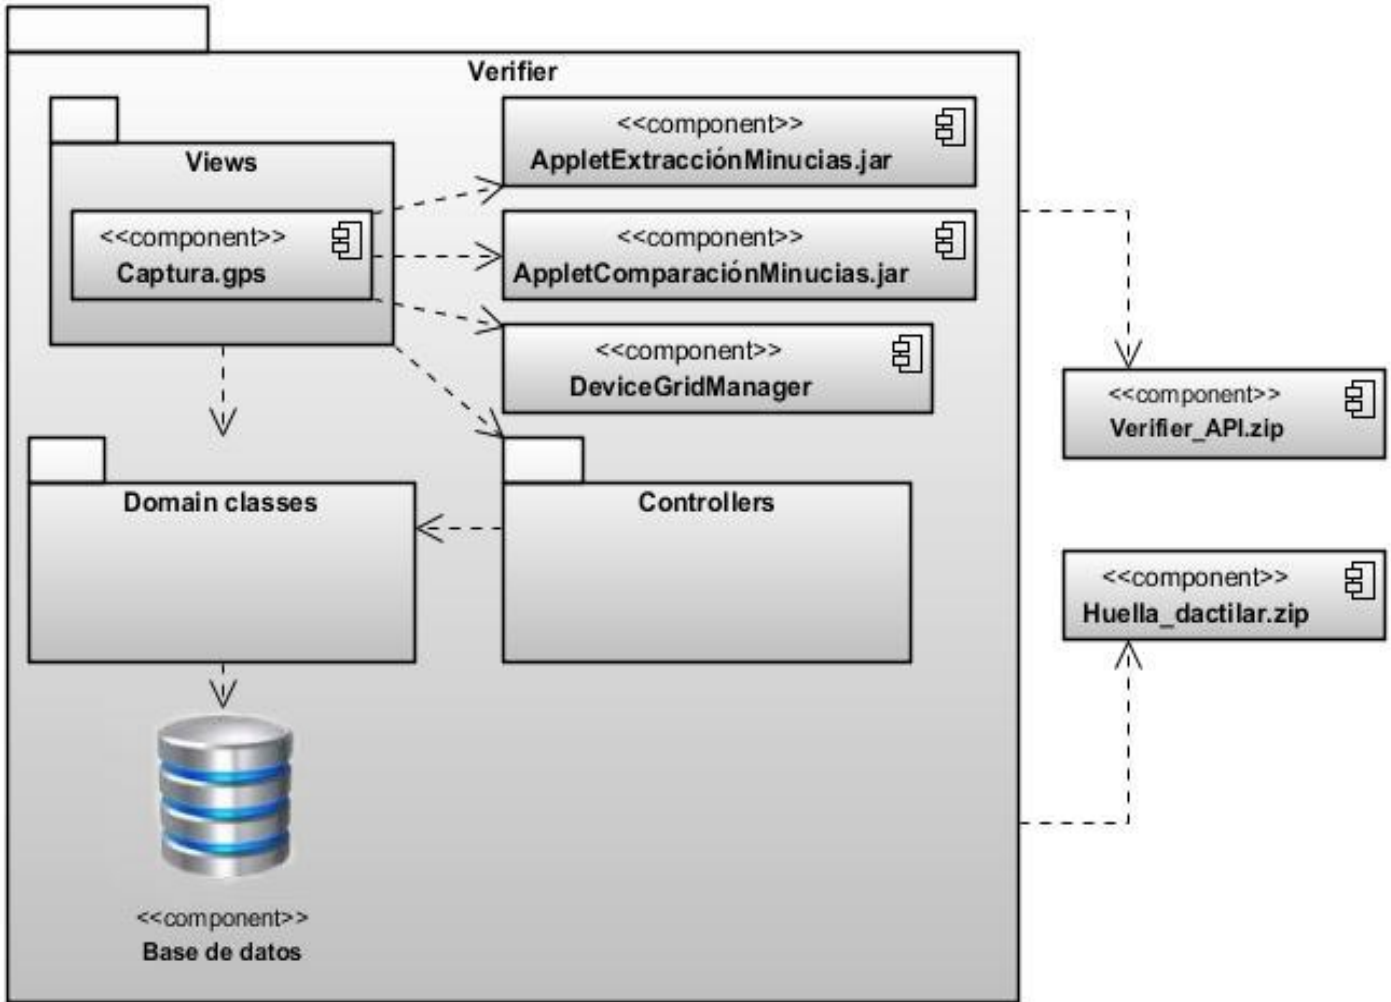 Verifier
Views
<<component>>
Captura.gps
<<component>>
AppletExtracciónMinucias.jar
<<component>>
AppletComparaciónMinucias.jar
<<component>>
DeviceGridManager
<<component>>
Verifier_API.zip
Domain classes
Controllers
<<component>>
Huella_dactilar.zip
<<component>>
Base de datos